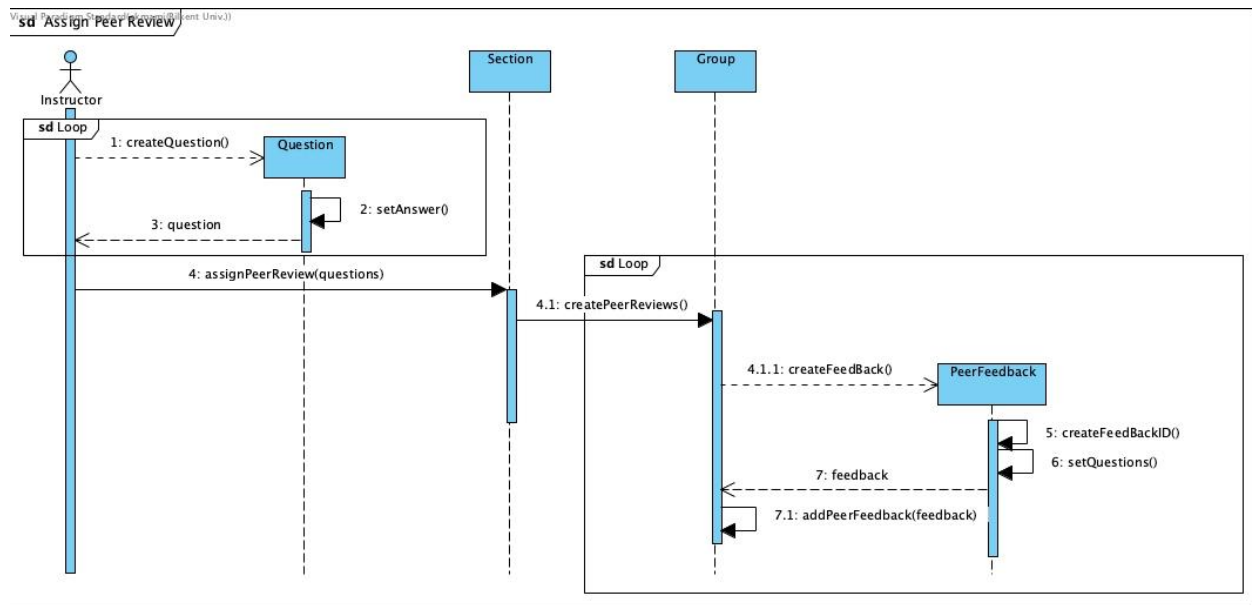 sd Assign Peer Review
Instructor
Section
Group
sd Loop
1: createQuestion()
Question
2: setAnswer()
3: question
sd Loop
4: assignPeerReview(questions)
4.1: createPeerReviews()
4.1.1: createFeedBack()
PeerFeedback
5: createFeedBackID()
6: setQuestions()
7: feedback
7.1: addPeerFeedback(feedback)